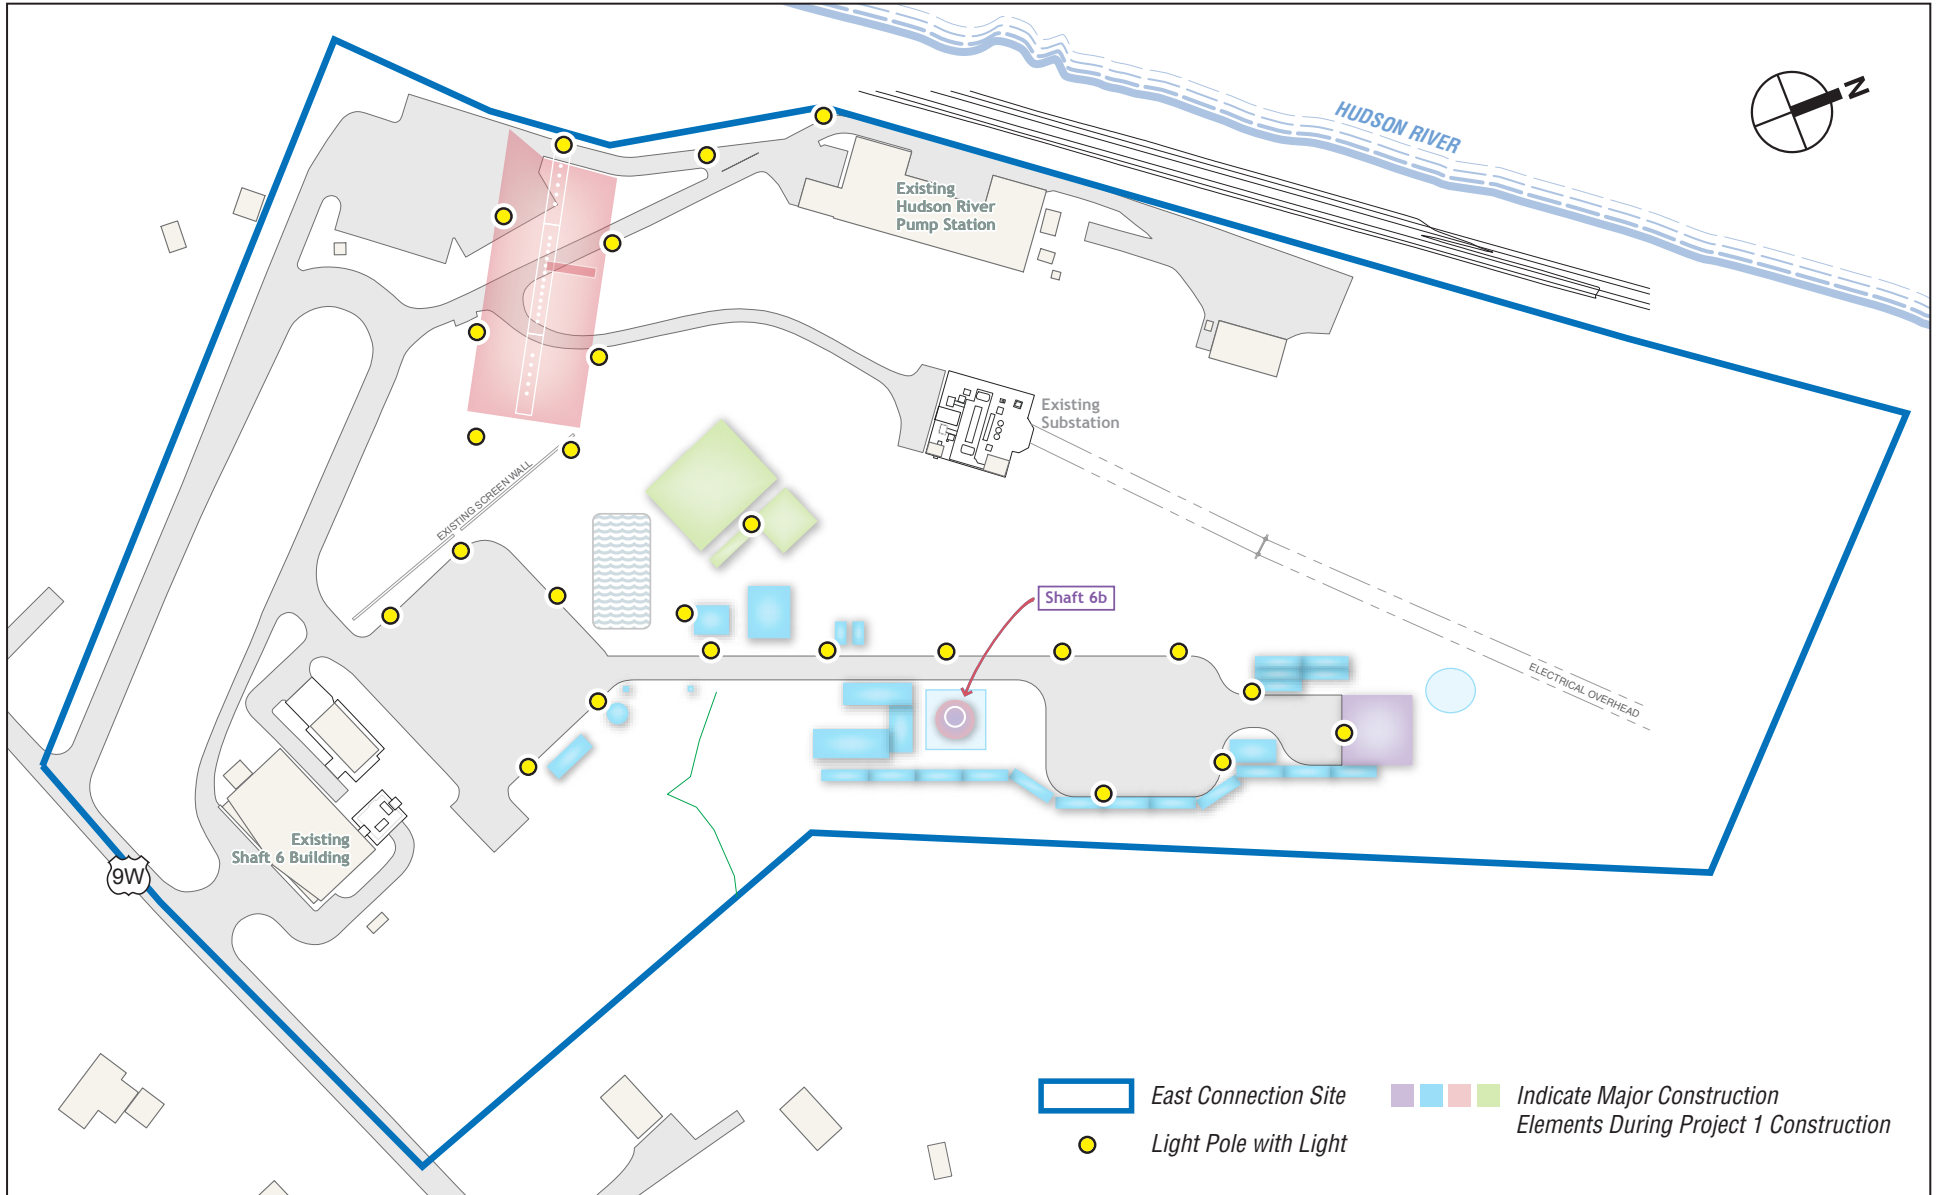 HUDSON RIVER
N
Existing
Hudson River
Pump Station
Existing
Substation
EXISTING SCREEN WALL
Shaft 6b
ELECTRICAL OVERHEAD
Existing
Shaft 6 Building
9W
East Connection Site
Light Pole with Light
Indicate Major Construction
Elements During Project 1 Construction